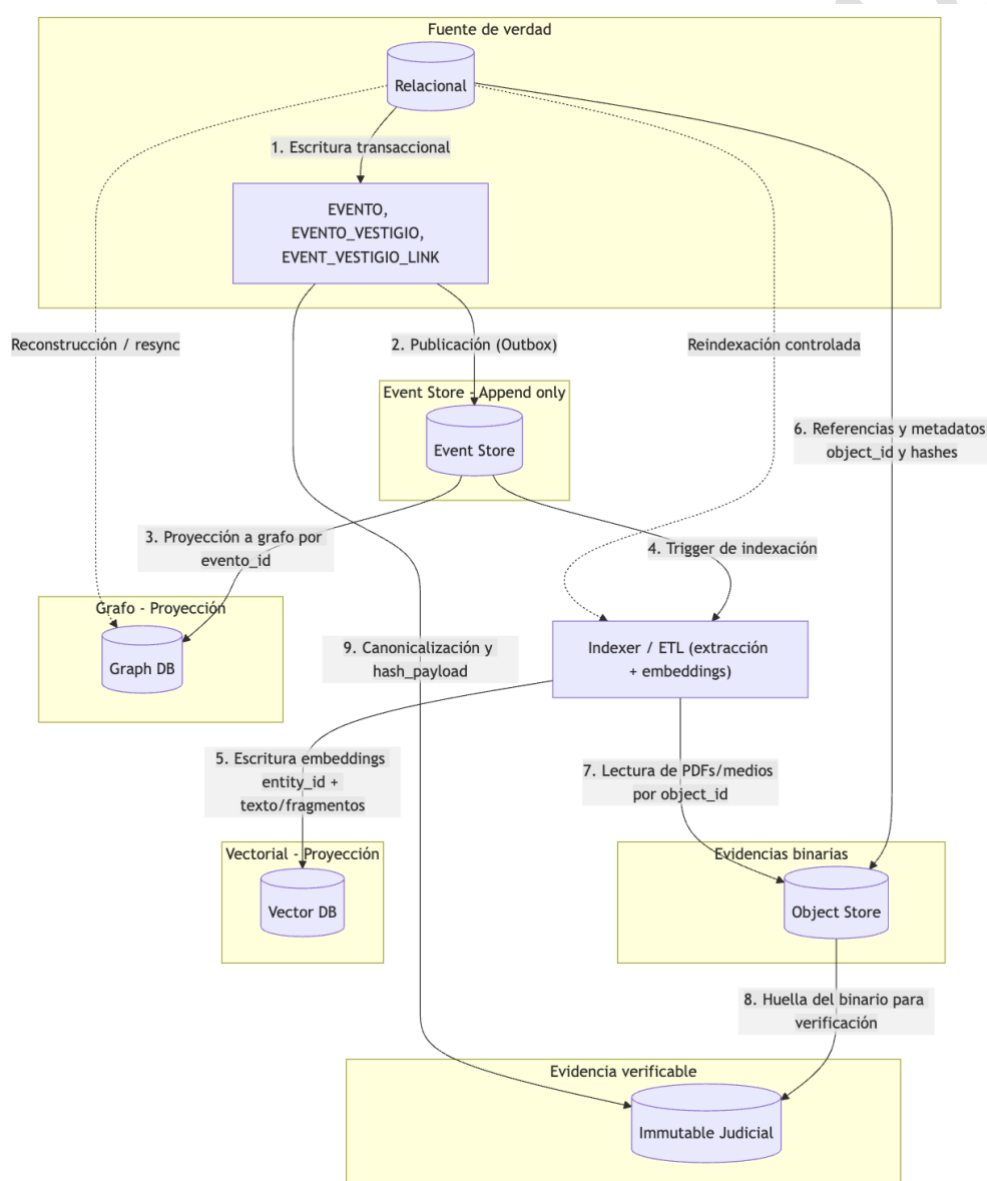 Fuente de verdad
Relacional
1. Escritura transaccional
EVENTO,
EVENTO_VESTIGIO,
EVENT_VESTIGIO_LINK
Reconstrucción / resync
2. Publicación (Outbox)
Reindexación controlada
Event Store - Append only
Event Store
6. Referencias y metadatos
object_id y hashes
3. Proyección a grafo por
evento_id
4. Trigger de indexación
Grafo - Proyección
Graph DB
9. Canonicalización y
hash_payload
Indexer / ETL (extracción
+ embeddings)
5. Escritura embeddings
entity_id +
texto/fragmentos
7. Lectura de PDFs/medios
por object_id
Vectorial - Proyección
Vector DB
Evidencias binarias
Object Store
8. Huella del binario para
verificación
Evidencia verificable
Immutable Judicial